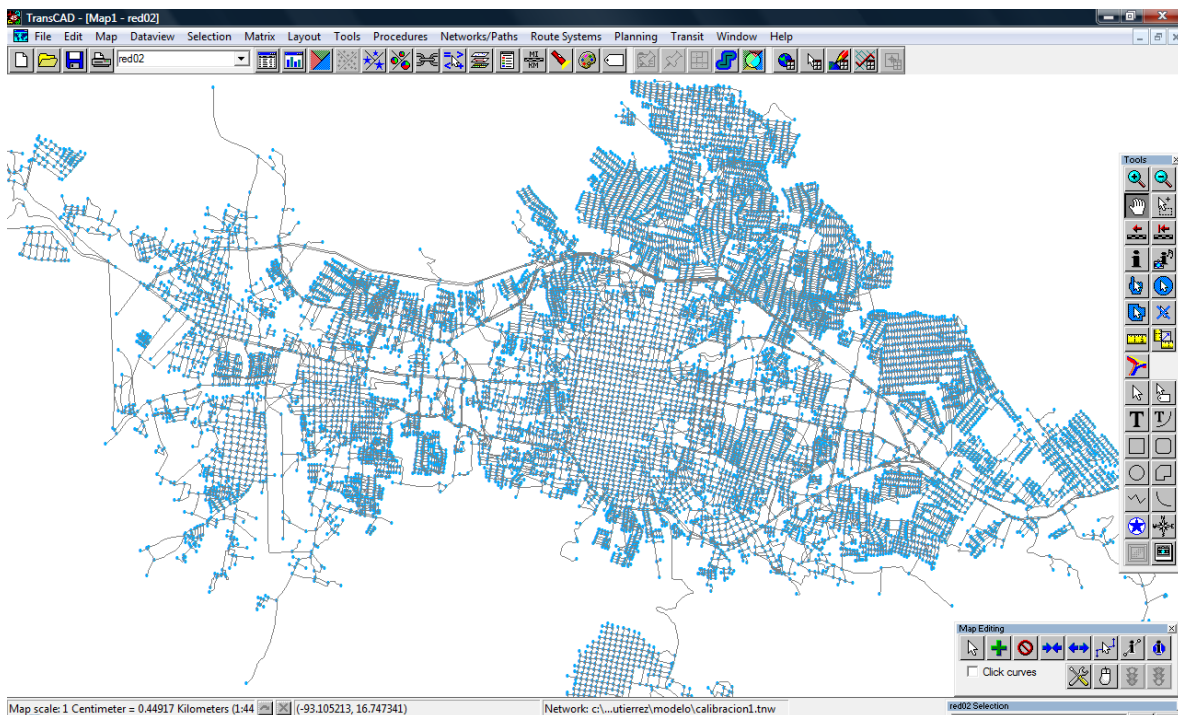 TransCAD - [Map1 - red02]
File Edit Map Dataview Selection Matrix Layout Tools Procedures Networks/Paths Route Systems Planning Transit Window Help
red02
MI
KM
Tools
T T
Map Editing
Click curves
Map scale: 1 Centimeter = 0.44917 Kilometers (1:44 (-93.105213, 16.747341) Network: c:\...utierrez\modelo\calibracion1.tnw
red02 Selection